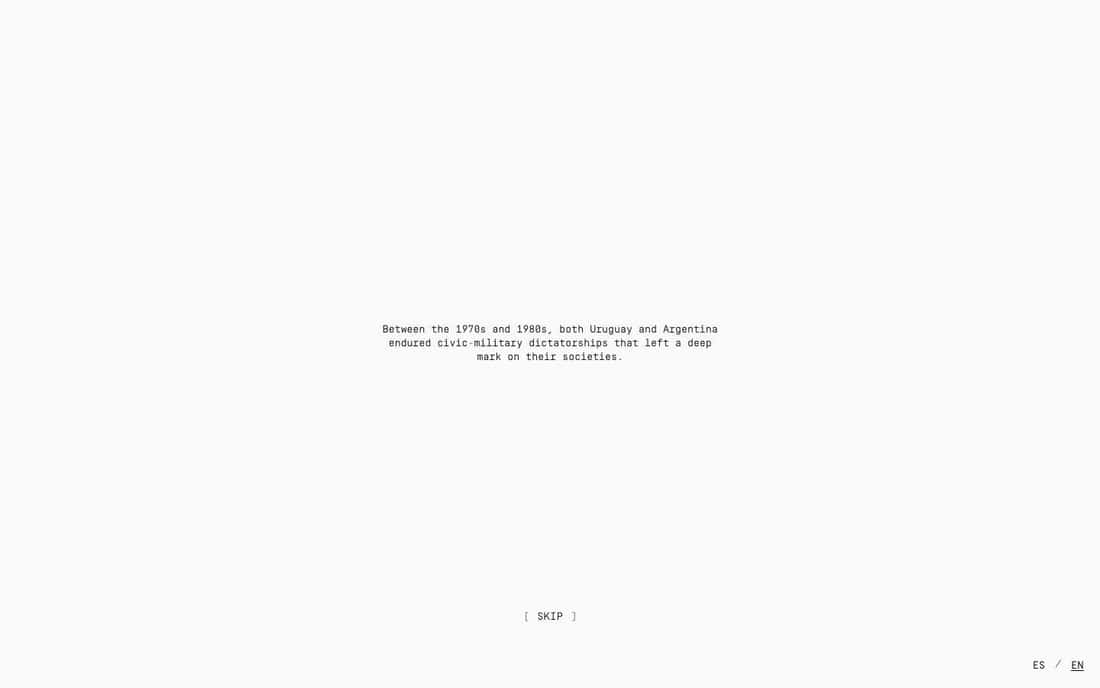 Between the 1970s and 1980s, both Uruguay and Argentina
endured civic-military dictatorships that left a deep
mark on their societies.
[ SKIP ]
ES / EN